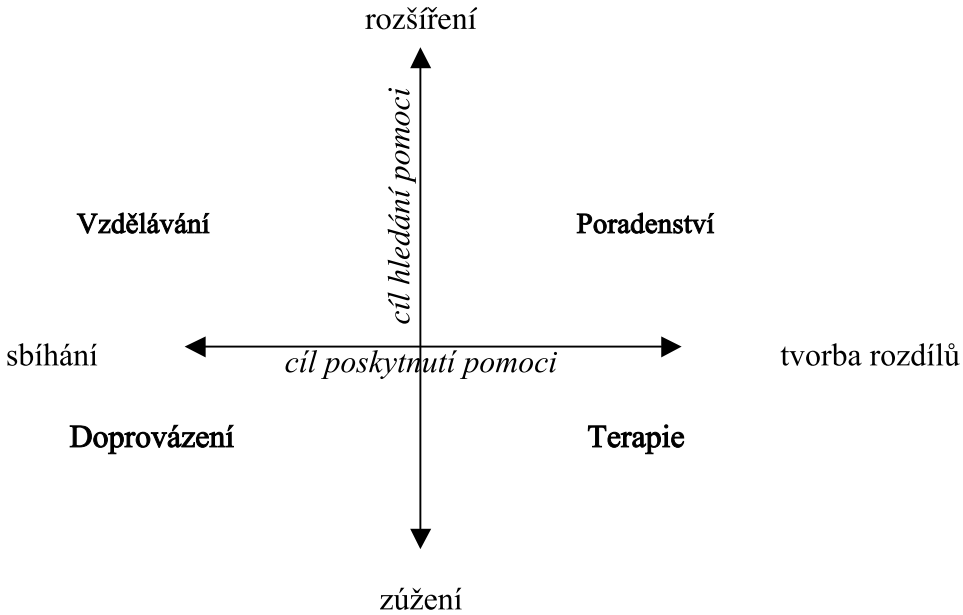 rozšíření
cíl hledání pomoci
Vzdělávání
Poradenství
sbíhání
cíl poskytnutí pomoci
tvorba rozdílů
Doprovázení
Terapie
zúžení